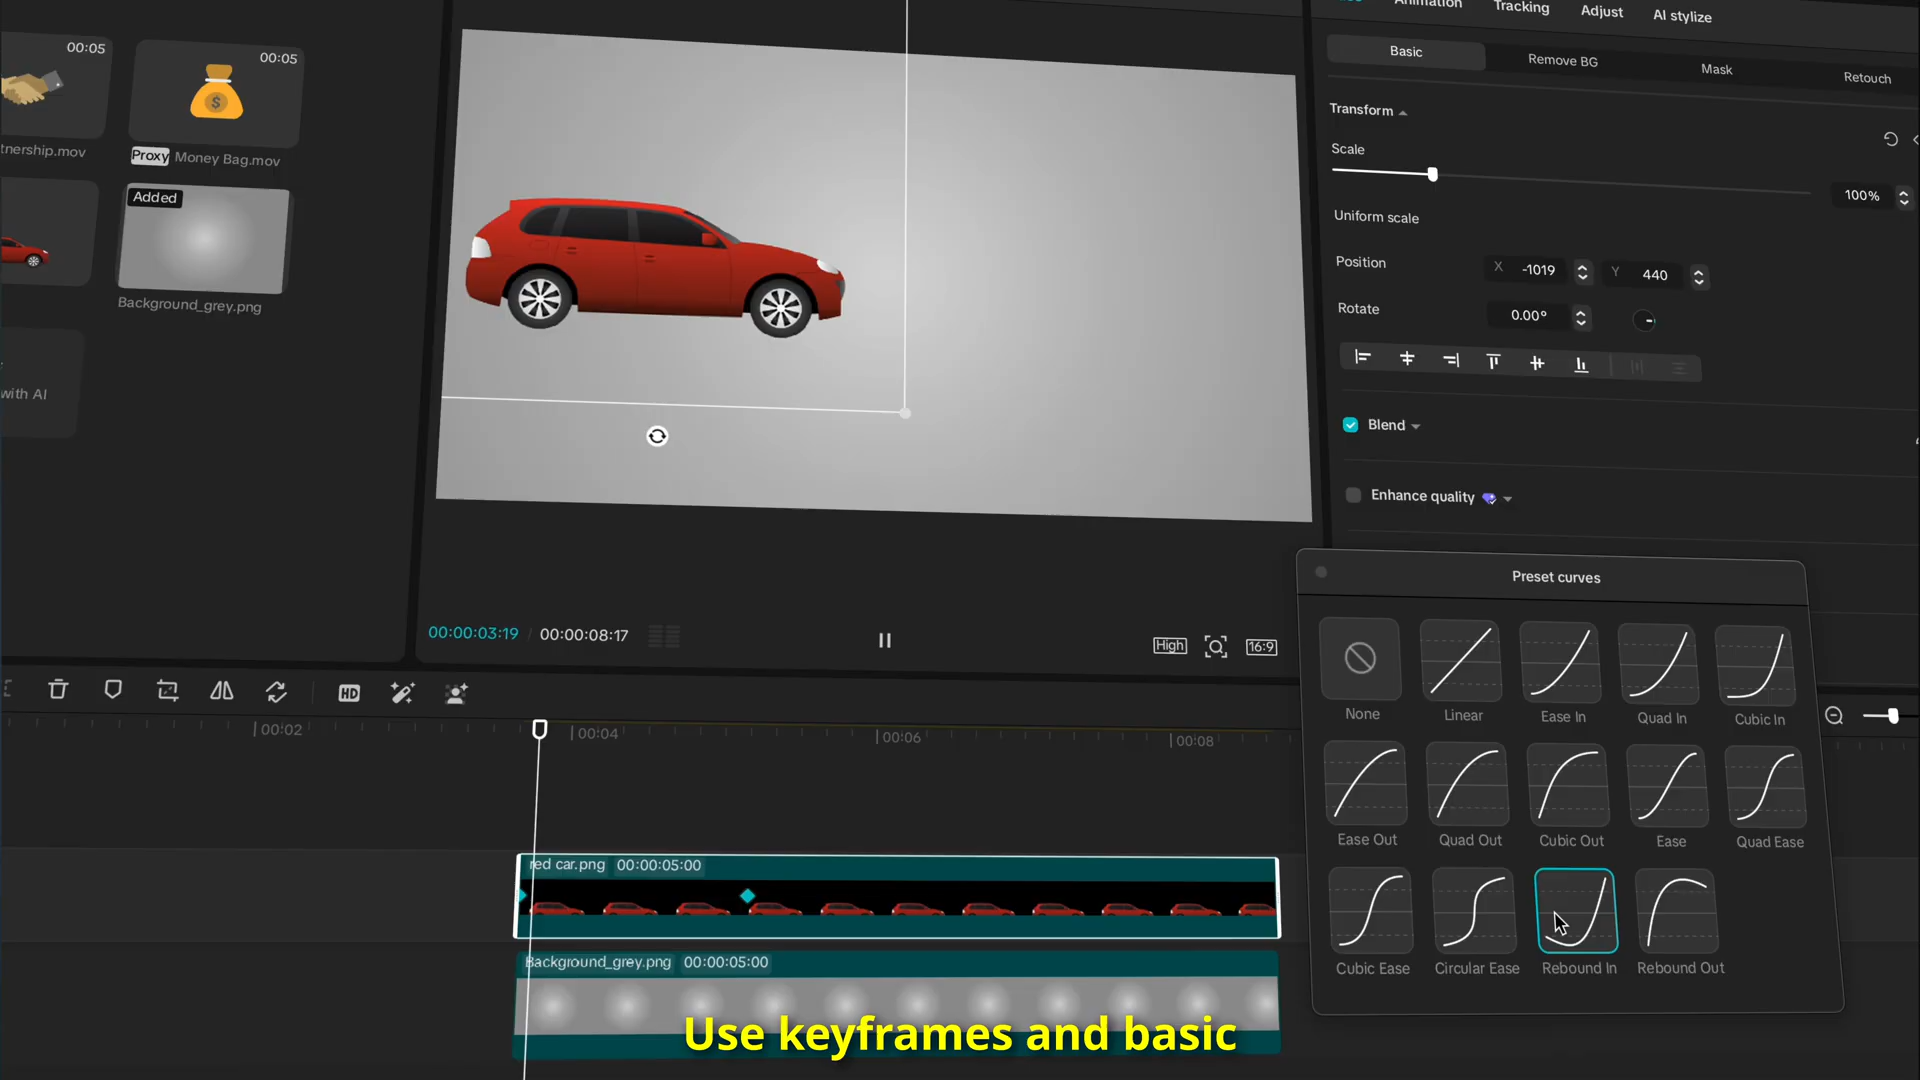 Animation
Tracking
Adjust
AI stylize
Basic
Remove BG
Mask
Retouch
00:05
00:05
tnership.mov
Proxy Money Bag.mov
Added
Background_grey.png
with AI
Transform
Scale
100%
Uniform scale
Position
X -1019
Y 440
Rotate
0.00°
Blend
Enhance quality
00:00:03:19 / 00:00:08:17
High
16:9
HD
00:02
00:04
00:06
00:08
Preset curves
None
Linear
Ease In
Quad In
Cubic In
Ease Out
Quad Out
Cubic Out
Ease
Quad Ease
Cubic Ease
Circular Ease
Rebound In
Rebound Out
red car.png 00:00:05:00
Background_grey.png 00:00:05:00
Use keyframes and basic